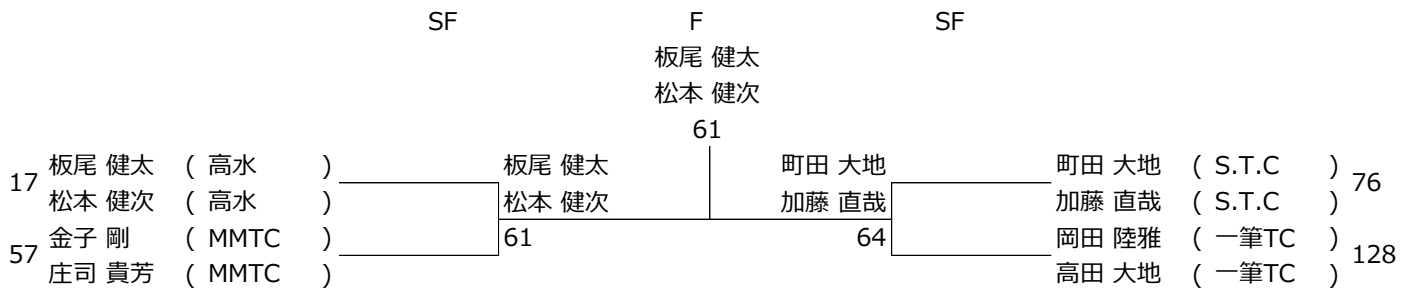 SF F SF
板尾 健太
松本 健次
61
17 板尾 健太 ( 高水 ) 板尾 健太 町田 大地 町田 大地 ( S.T.C ) 76
松本 健次 ( 高水 ) 松本 健次 加藤 直哉 加藤 直哉 ( S.T.C )
57 金子 剛 ( MMTC ) 61 64 岡田 陸雅 ( 一筆TC ) 128
庄司 貴芳 ( MMTC ) 高田 大地 ( 一筆TC )